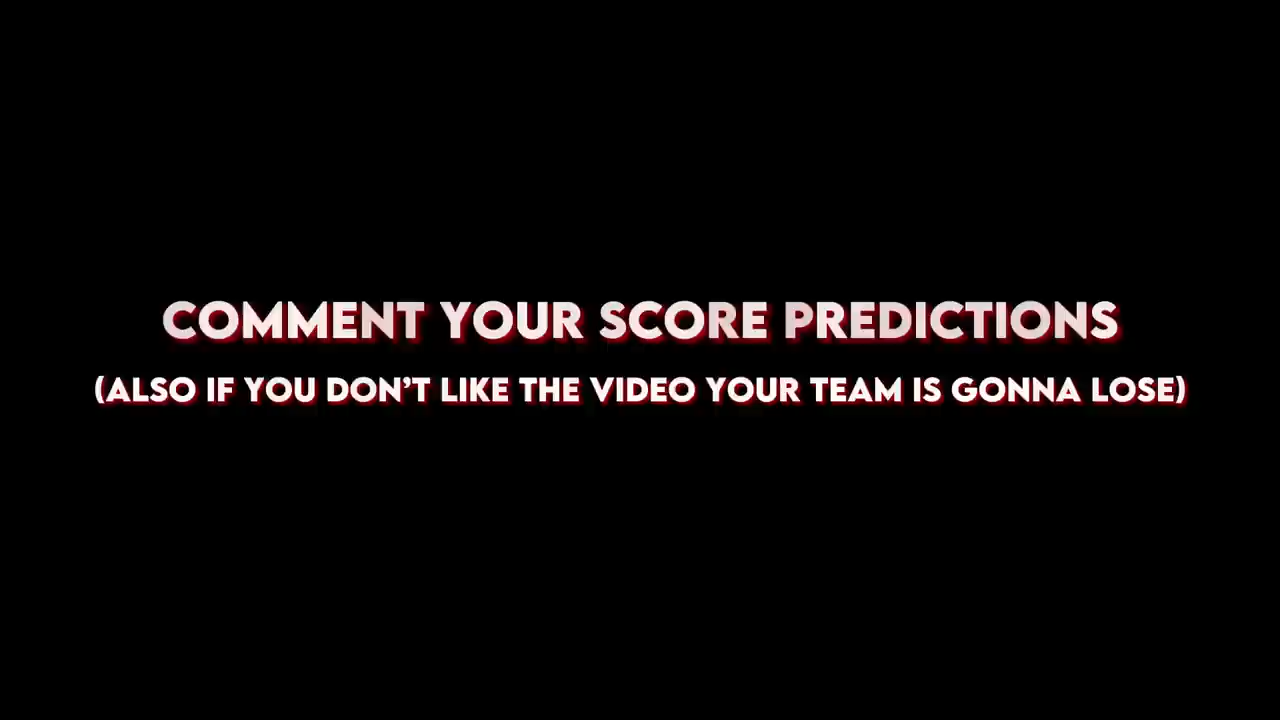 COMMENT YOUR SCORE PREDICTIONS
(ALSO IF YOU DON'T LIKE THE VIDEO YOUR TEAM IS GONNA LOSE)